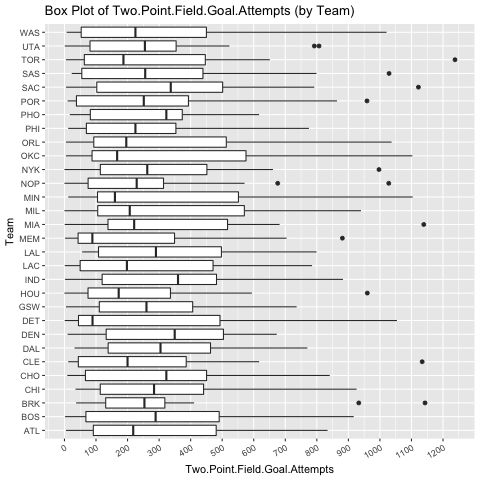 Box Plot of Two.Point.Field.Goal.Attempts (by Team)
WAS
UTA
TOR
SAS
SAC
POR
PHO
PHI
ORL
OKC
NYK
NOP
MIN
MIL
MIA
MEM
LAL
LAC
IND
HOU
GSW
DET
DEN
DAL
CLE
CHO
CHI
BRK
BOS
ATL
Team
0 100 200 300 400 500 600 700 800 900 1000 1100 1200
Two.Point.Field.Goal.Attempts